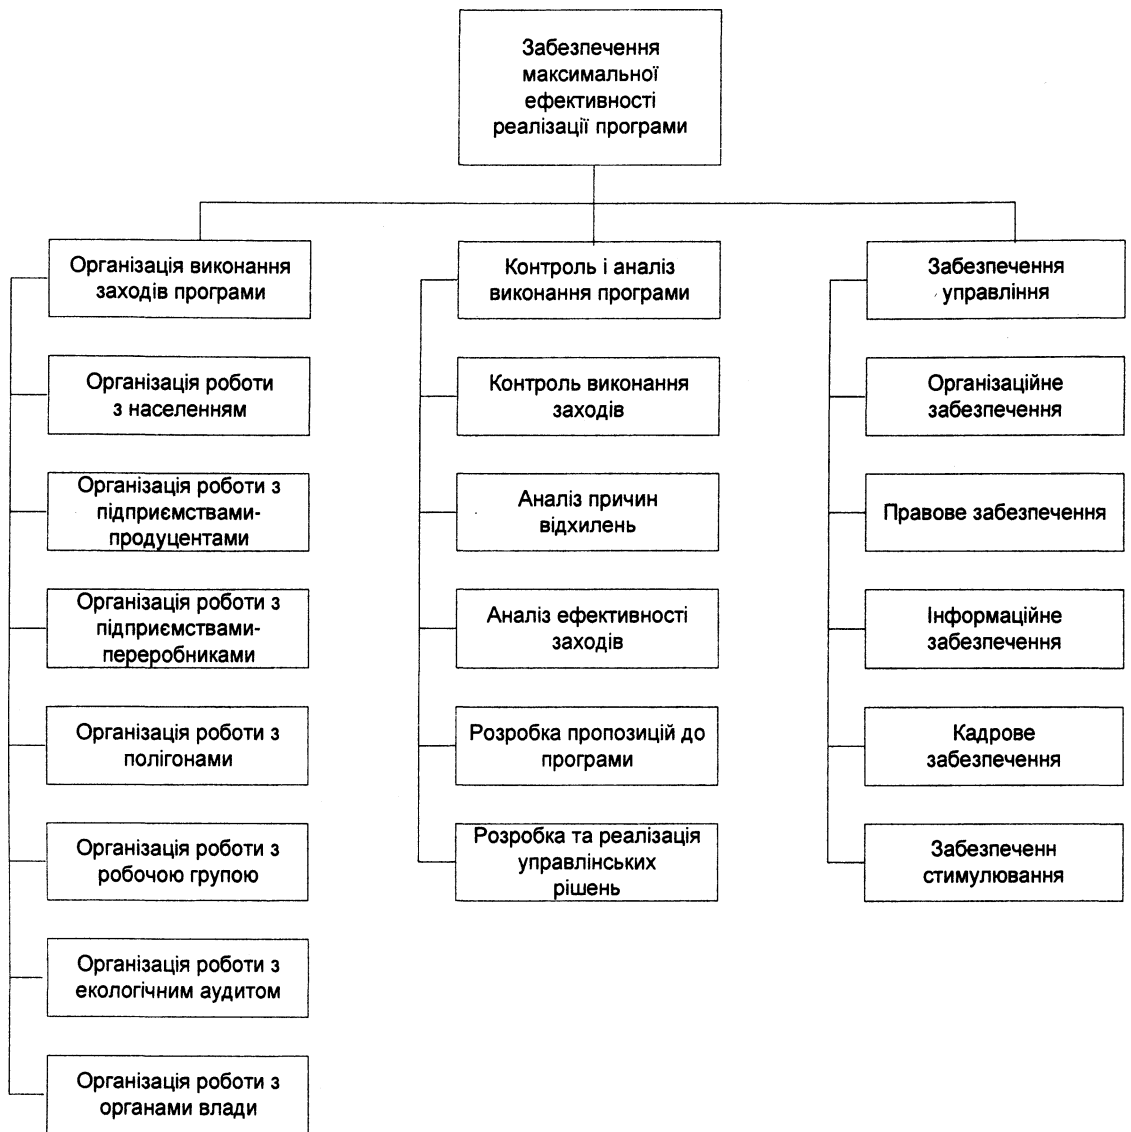 Забезпечення
максимальної
ефективності
реалізації програми
Організація виконання
заходів програми
Організація роботи
з населенням
Організація роботи з
підприємствами-
продуцентами
Організація роботи з
підприємствами-
переробниками
Організація роботи з
полігонами
Організація роботи з
робочою групою
Організація роботи з
екологічним аудитом
Організація роботи з
органами влади
Контроль і аналіз
виконання програми
Контроль виконання
заходів
Аналіз причин
відхилень
Аналіз ефективності
заходів
Розробка пропозицій до
програми
Розробка та реалізація
управлінських
рішень
Забезпечення
управління
Організаційне
забезпечення
Правове забезпечення
Інформаційне
забезпечення
Кадрове
забезпечення
Забезпеченн
стимулювання